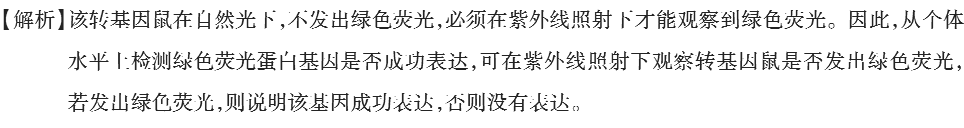 【解析】该转基因鼠在自然光下,不发出绿色荧光,必须在紫外线照射下才能观察到绿色荧光。因此,从个体
水平上检测绿色荧光蛋白基因是否成功表达,可在紫外线照射下观察转基因鼠是否发出绿色荧光,
若发出绿色荧光,则说明该基因成功表达,否则没有表达。